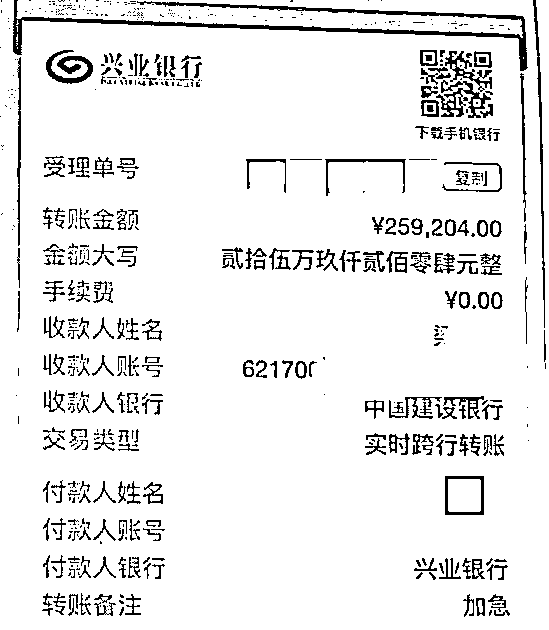 兴业银行
下载手机银行
受理单号 复制
转账金额 ¥259,204.00
金额大写 贰拾伍万玖仟贰佰零肆元整
手续费 ¥0.00
收款人姓名
收款人账号 621700
收款人银行 中国建设银行
交易类型 实时跨行转账
付款人姓名
付款人账号
付款人银行 兴业银行
转账备注 加急